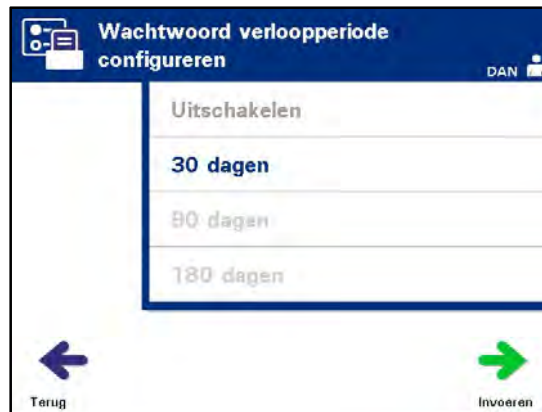 Wachtwoord verloopperiode
configureren
DAN
Uitschakelen
30 dagen
90 dagen
180 dagen
Terug
Invoeren